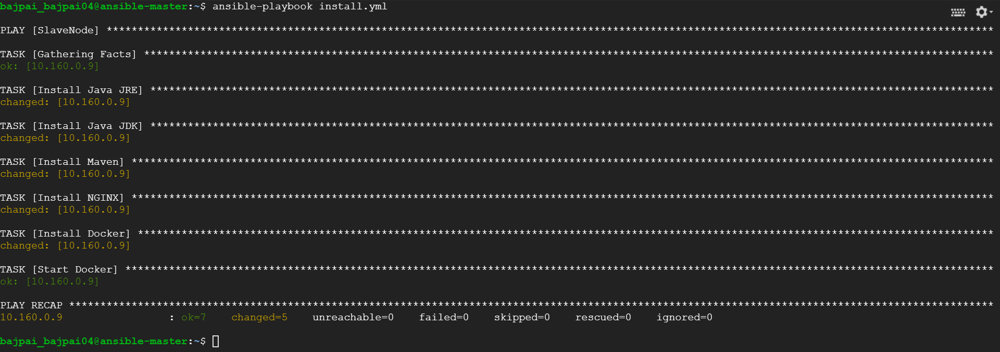 bajpai_bajpai04@ansible-master:~$ ansible-playbook install.yml
PLAY [SlaveNode] **********************************************************************************************************************************************
TASK [Gathering Facts] ****************************************************************************************************************************************
ok: [10.160.0.9]
TASK [Install Java JRE] ***************************************************************************************************************************************
changed: [10.160.0.9]
TASK [Install Java JDK] ***************************************************************************************************************************************
changed: [10.160.0.9]
TASK [Install Maven] ******************************************************************************************************************************************
changed: [10.160.0.9]
TASK [Install NGINX] ******************************************************************************************************************************************
changed: [10.160.0.9]
TASK [Install Docker] *****************************************************************************************************************************************
changed: [10.160.0.9]
TASK [Start Docker] *******************************************************************************************************************************************
ok: [10.160.0.9]
PLAY RECAP ****************************************************************************************************************************************************
10.160.0.9                 : ok=7    changed=5    unreachable=0    failed=0    skipped=0    rescued=0    ignored=0
bajpai_bajpai04@ansible-master:~$